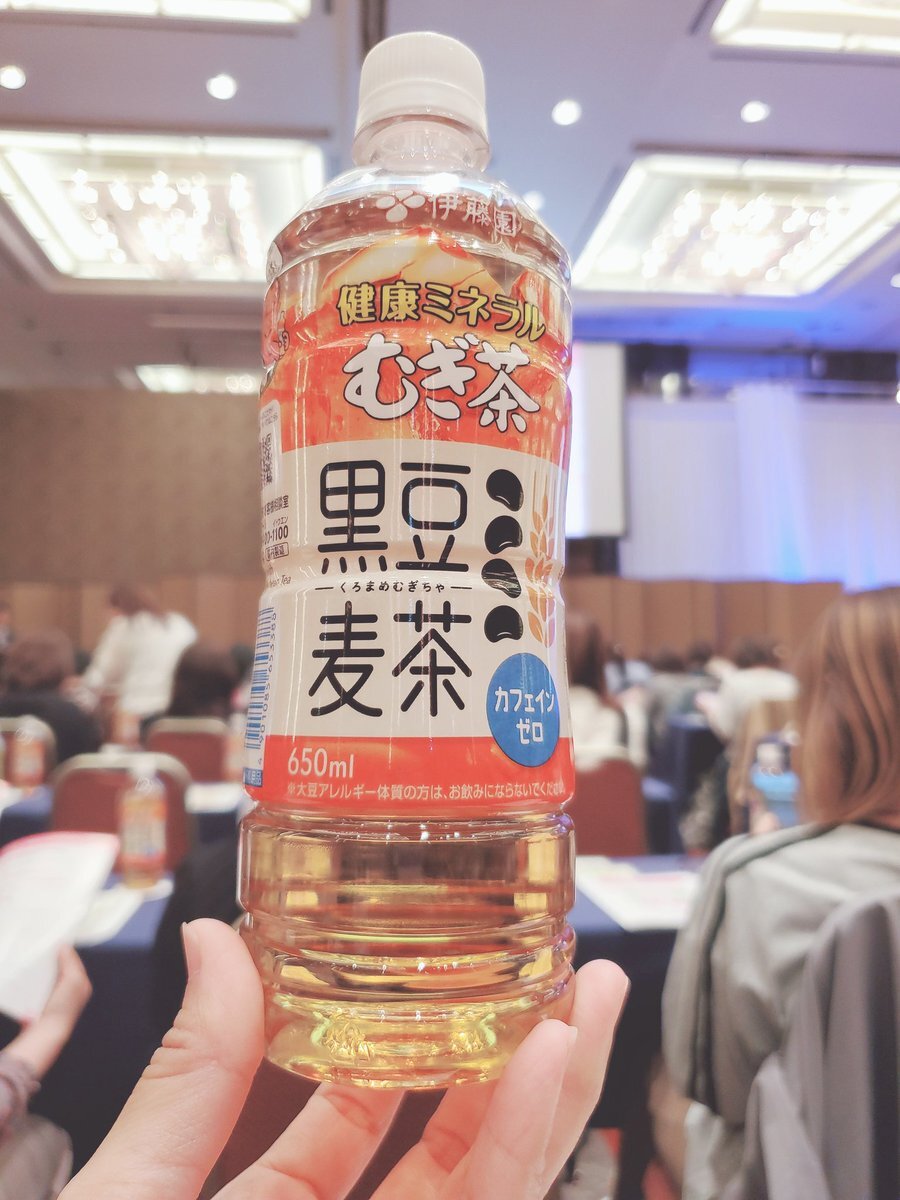 伊藤園
健康ミネラル
むぎ茶
黒豆
くろまめむぎちゃ
麦茶
カフェイン
ゼロ
650ml
※大豆アレルギー体質の方は、お飲みにならないでくだ